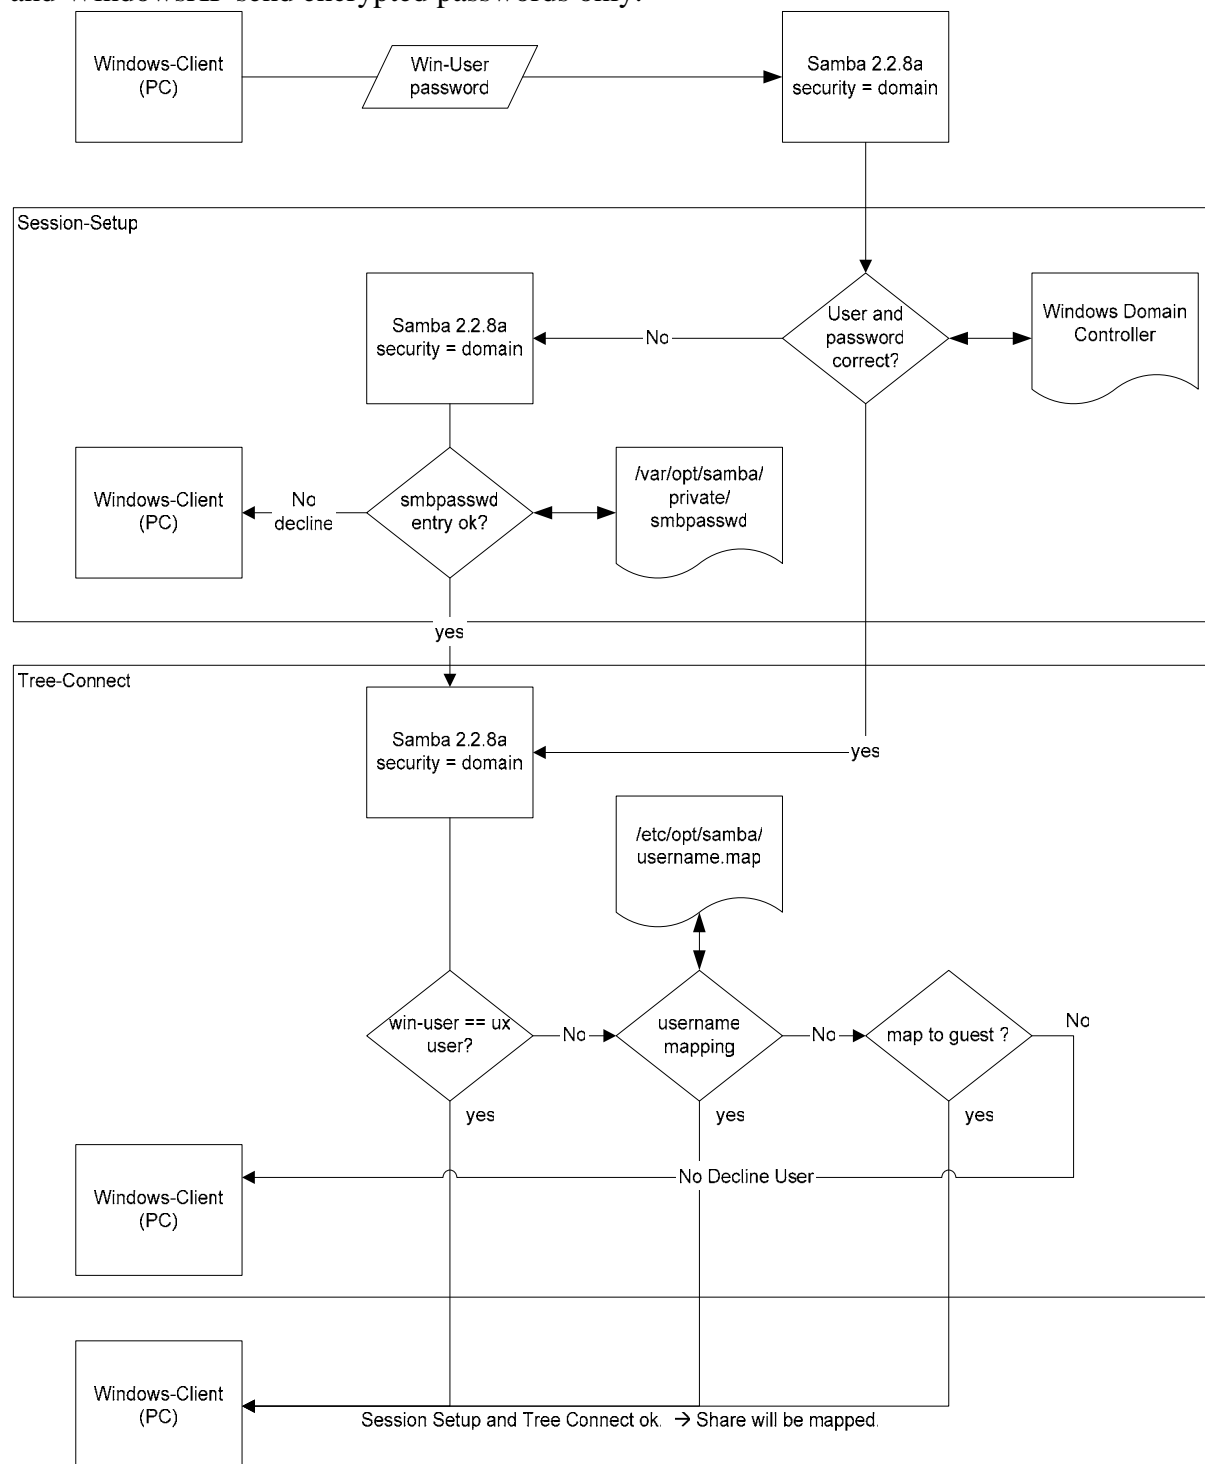 and WindowsXP send encrypted passwords only.
Windows-Client
(PC)
Win-User
password
Samba 2.2.8a
security = domain
Session-Setup
Samba 2.2.8a
security = domain
No
User and
password
correct?
Windows Domain
Controller
Windows-Client
(PC)
No
decline
smbpasswd
entry ok?
/var/opt/samba/
private/
smbpasswd
yes
Tree-Connect
Samba 2.2.8a
security = domain
yes
/etc/opt/samba/
username.map
win-user == ux
user?
No
username
mapping
No
map to guest ?
No
yes
yes
yes
Windows-Client
(PC)
No Decline User
Windows-Client
(PC)
Session Setup and Tree Connect ok. → Share will be mapped.